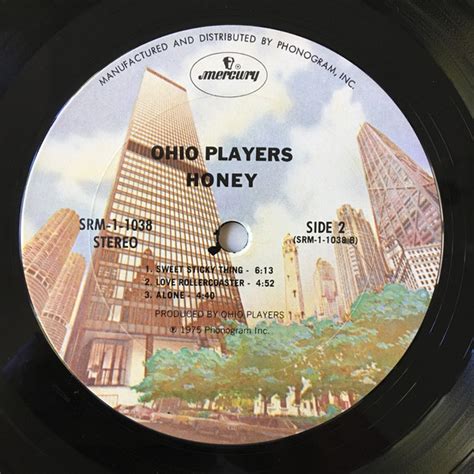 MANUFACTURED AND DISTRIBUTED BY PHONOGRAM, INC.
mercury
OHIO PLAYERS
HONEY
SRM-1-1038
STEREO
SIDE 2
(SRM-1-1038 B)
1. SWEET STICKY THING - 6:13
2. LOVE ROLLERCOASTER - 4:52
3. ALONE - 4:40
PRODUCED BY OHIO PLAYERS 1
℗ 1975 Phonogram Inc.